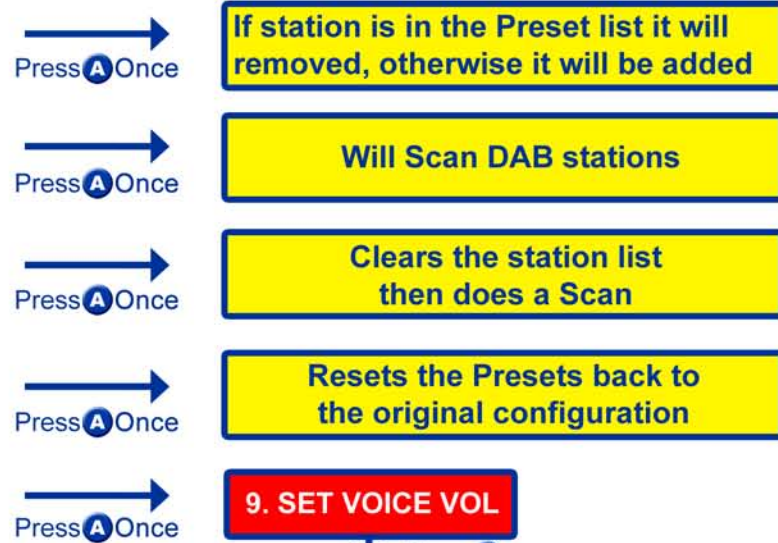 If station is in the Preset list it will
removed, otherwise it will be added
Press A Once
Will Scan DAB stations
Press A Once
Clears the station list
then does a Scan
Press A Once
Resets the Presets back to
the original configuration
Press A Once
9. SET VOICE VOL
Press A Once